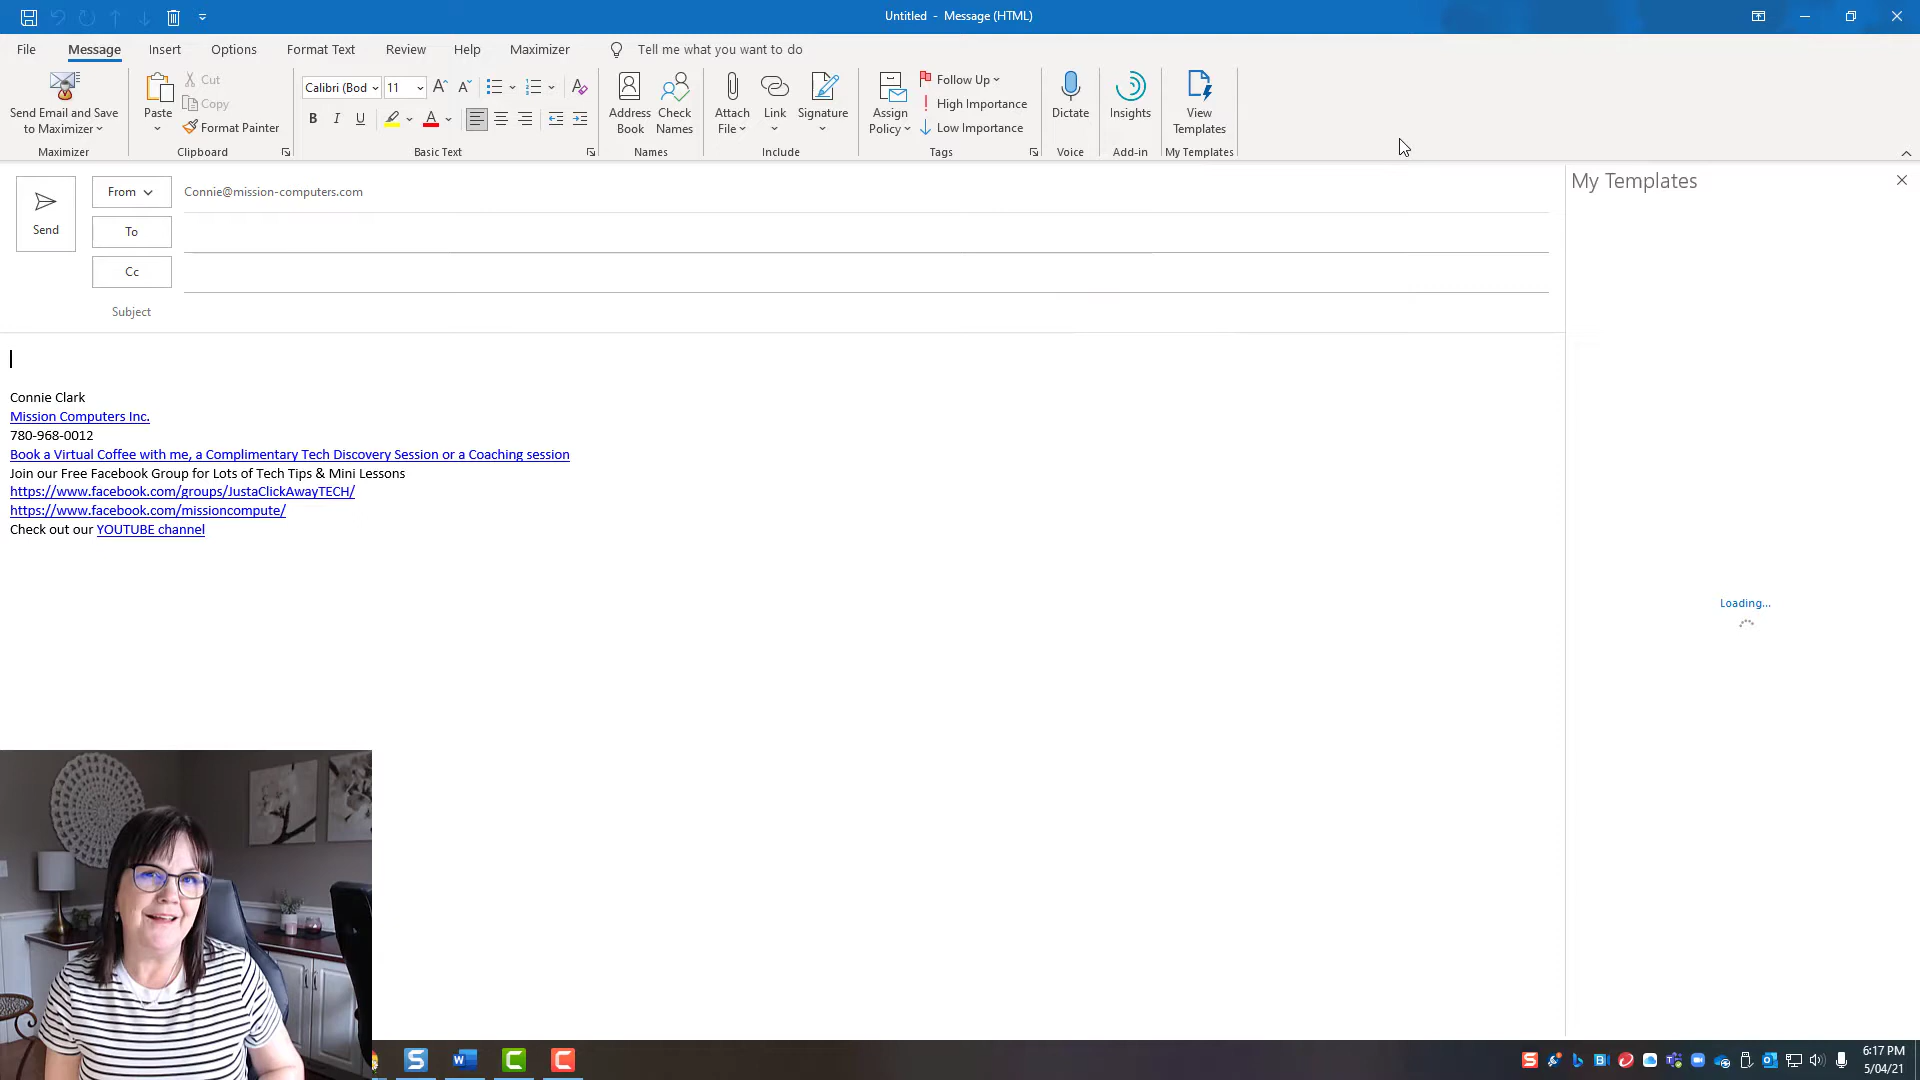 Untitled - Message (HTML)
File Message Insert Options Format Text Review Help Maximizer Tell me what you want to do
Send Email and Save to Maximizer
Maximizer
Paste
Cut
Copy
Format Painter
Clipboard
Calibri (Bod 11
B I U A
Basic Text
Address Book
Check Names
Names
Attach File
Link
Signature
Include
Assign Policy
Follow Up
High Importance
Low Importance
Tags
Dictate
Voice
Insights
Add-in
View Templates
My Templates
Send
From Connie@mission-computers.com
To
Cc
Subject
Connie Clark
Mission Computers Inc.
780-968-0012
Book a Virtual Coffee with me, a Complimentary Tech Discovery Session or a Coaching session
Join our Free Facebook Group for Lots of Tech Tips & Mini Lessons
https://www.facebook.com/groups/JustaClickAwayTECH/
https://www.facebook.com/missioncompute/
Check out our YOUTUBE channel
My Templates
Loading...
6:17 PM
5/04/21